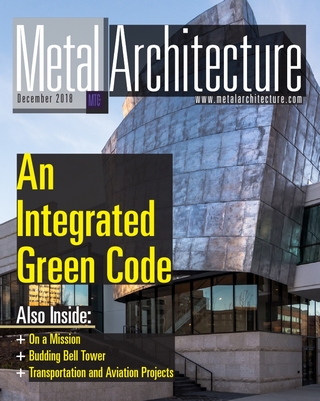 Metal Architecture
December 2018
MTC
www.metalarchitecture.com
An
Integrated
Green Code
Also Inside:
+ On a Mission
+ Budding Bell Tower
+ Transportation and Aviation Projects